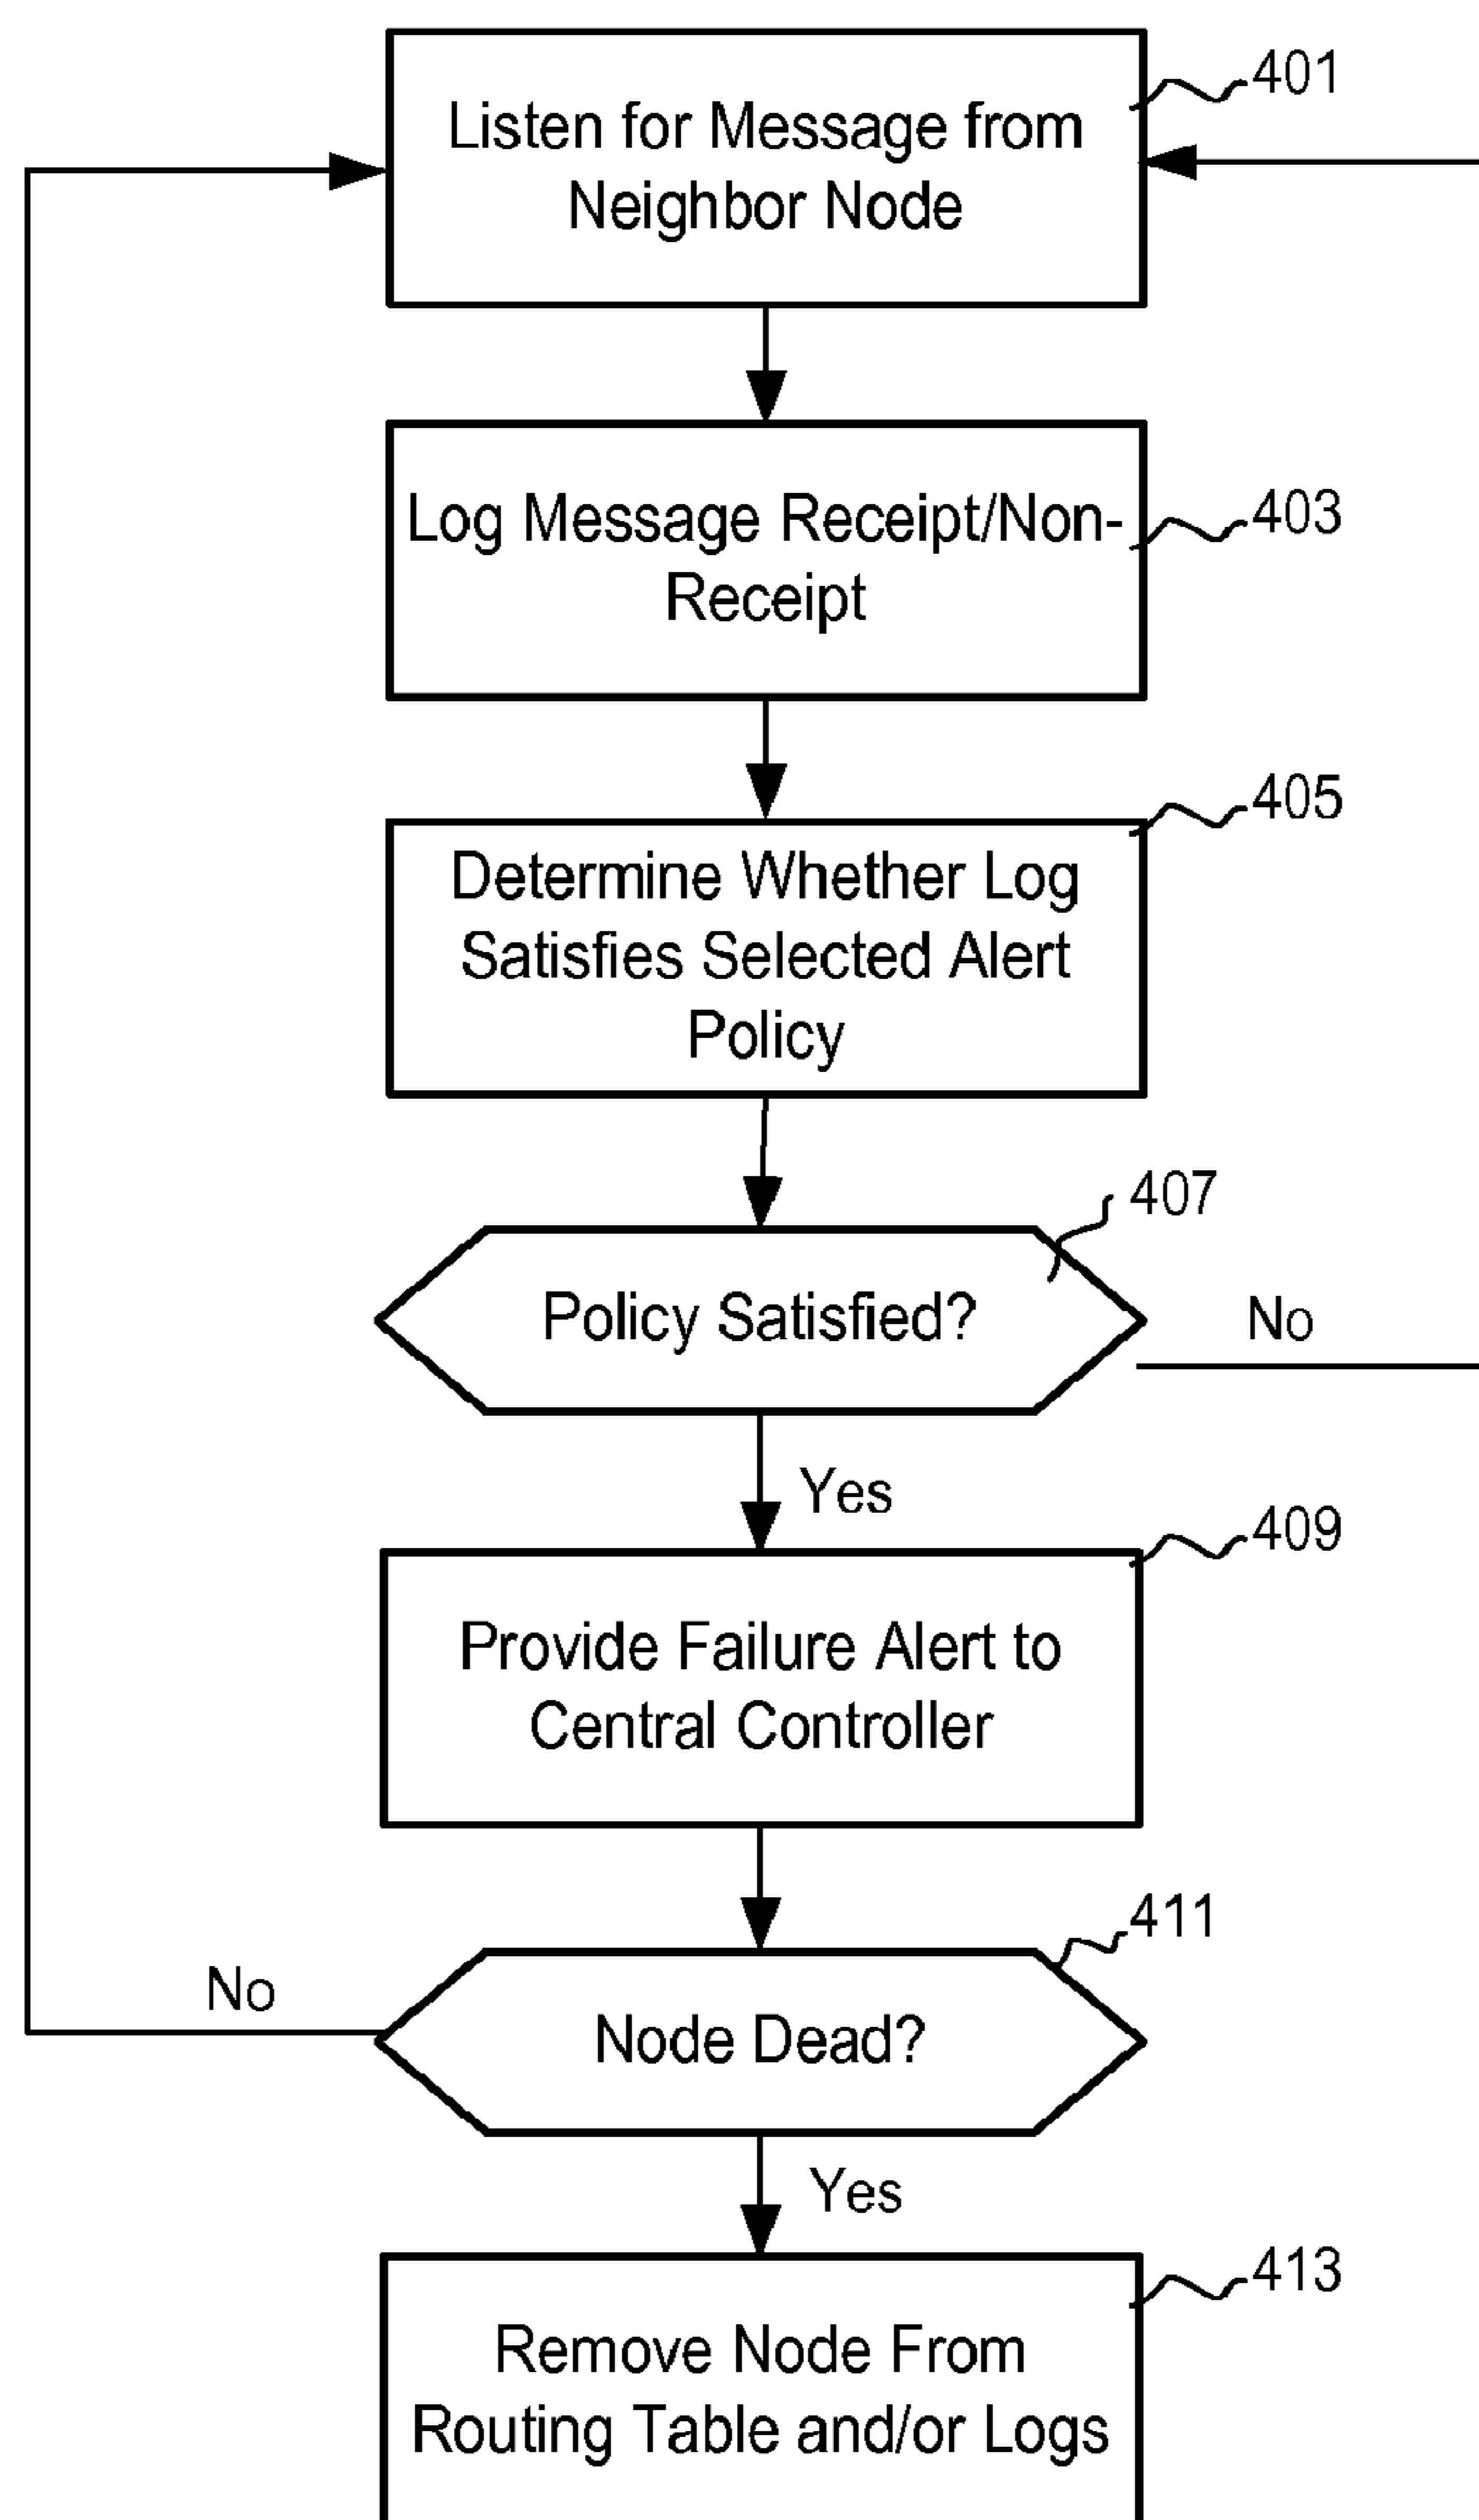 401
Listen for Message from
Neighbor Node
403
Log Message Receipt/Non-
Receipt
405
Determine Whether Log
Satisfies Selected Alert
Policy
407
Policy Satisfied?
No
Yes
409
Provide Failure Alert to
Central Controller
411
No
Node Dead?
Yes
413
Remove Node From
Routing Table and/or Logs